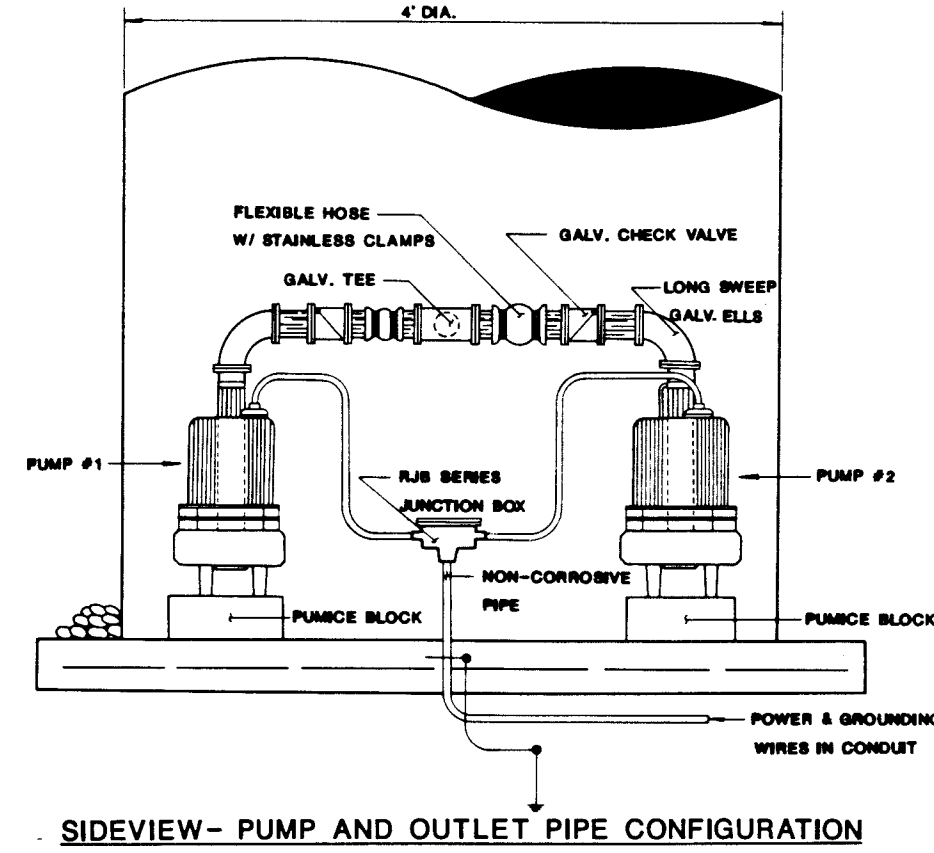 4' DIA.
FLEXIBLE HOSE
W/ STAINLESS CLAMPS
GALV. CHECK VALVE
GALV. TEE
LONG SWEEP
GALV. ELLS
PUMP #1
RJB SERIES
JUNCTION BOX
PUMP #2
NON-CORROSIVE
PIPE
PUMICE BLOCK
PUMICE BLOCK
POWER & GROUNDING
WIRES IN CONDUIT
SIDEVIEW- PUMP AND OUTLET PIPE CONFIGURATION